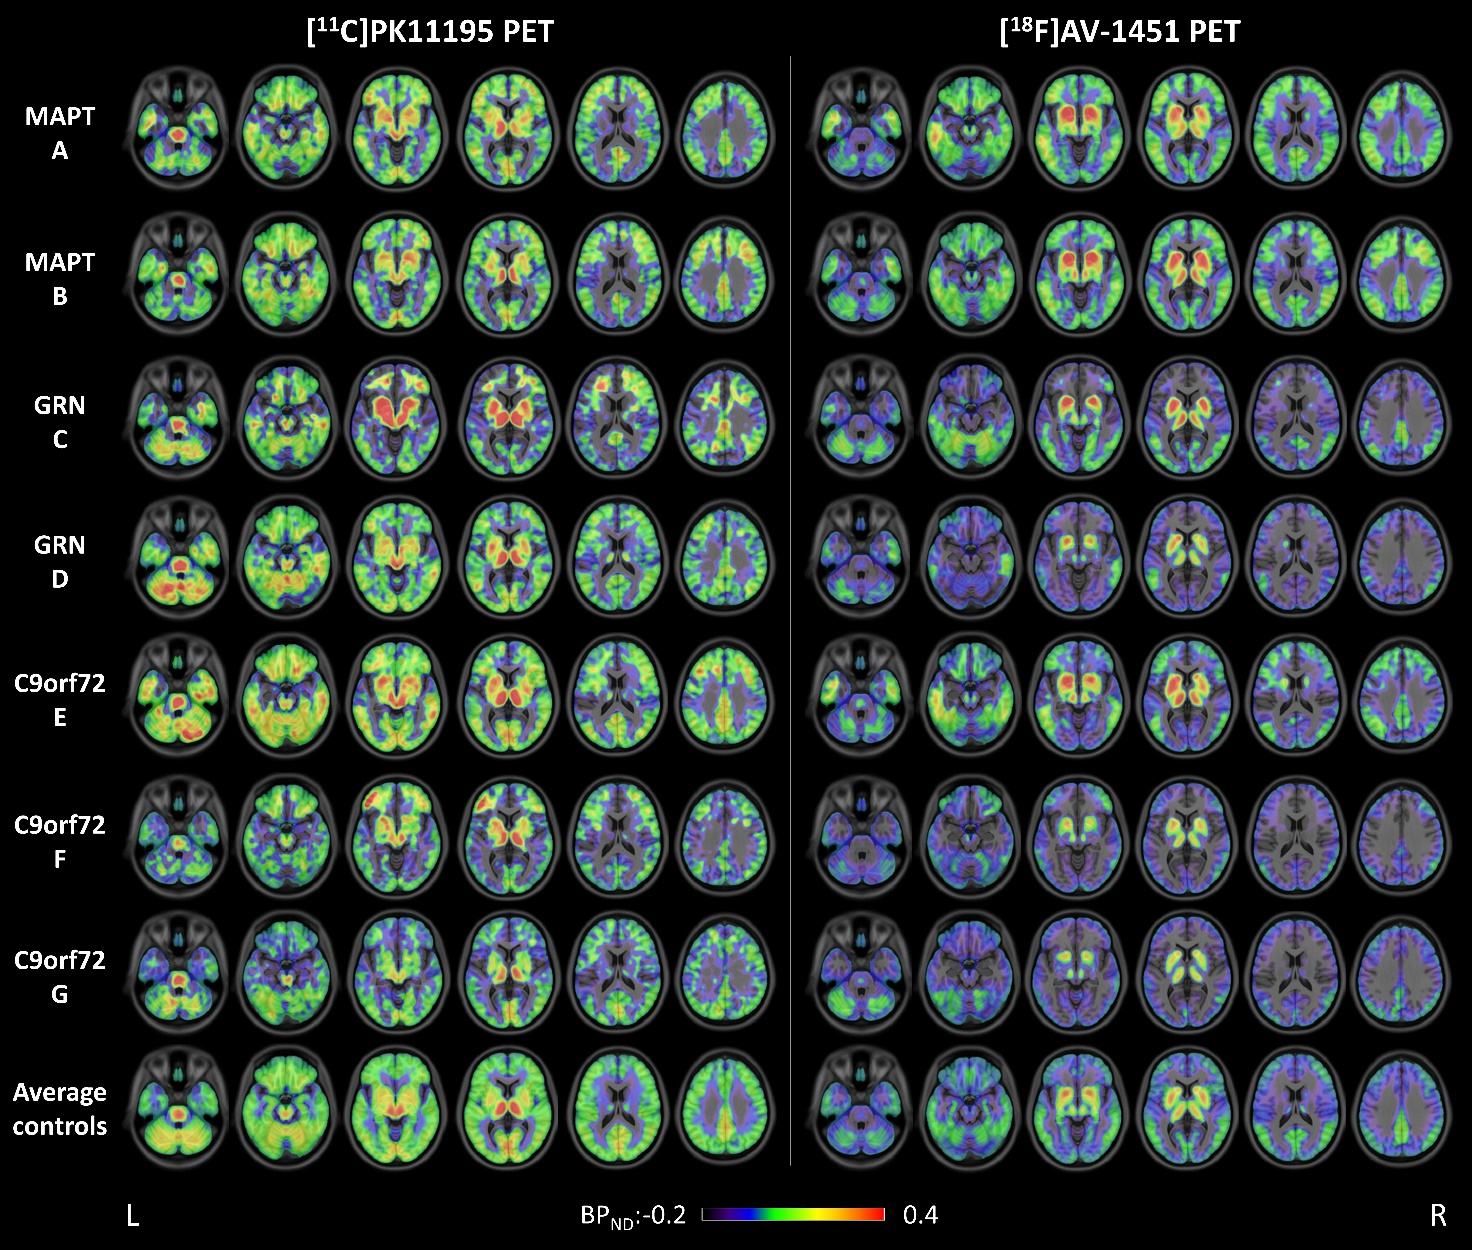 [¹¹C]PK11195 PET
[¹⁸F]AV-1451 PET
MAPT
A
MAPT
B
GRN
C
GRN
D
C9orf72
E
C9orf72
F
C9orf72
G
Average
controls
L
BP_ND:-0.2 0.4
R